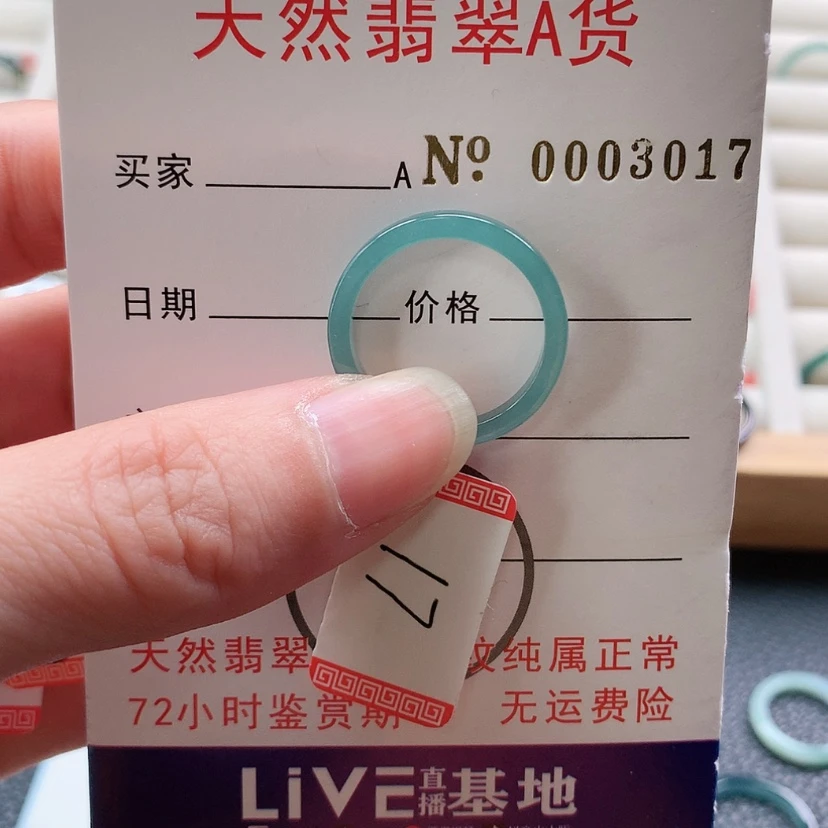 天然翡翠A货
买家 A Nº 0003017
日期 价格
天然翡翠 纹纯属正常
72小时鉴赏期 无运费险
LiVE直播基地